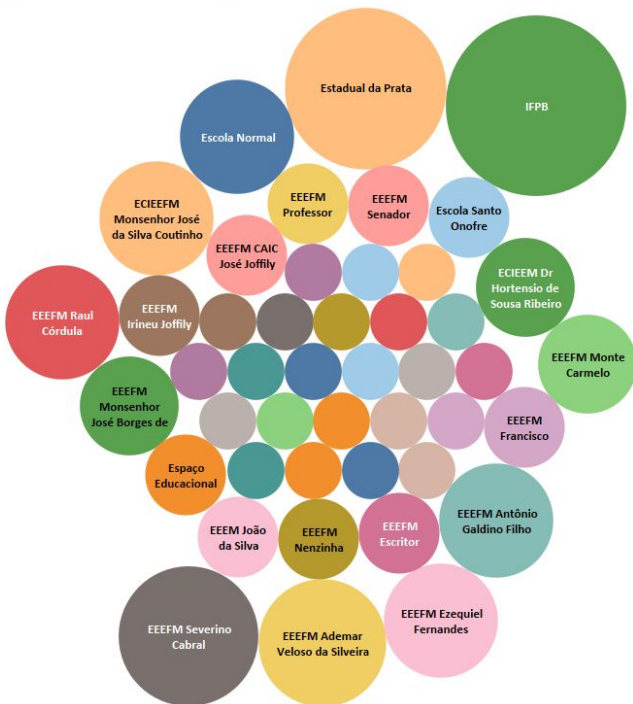 Estadual da Prata
IFPB
Escola Normal
EEEFM
Professor
EEEFM
Senador
ECIEEFM
Monsenhor José
da Silva Coutinho
Escola Santo
Onofre
EEEFM CAIC
José Joffily
ECIEEM Dr
Hortensio de
Sousa Ribeiro
EEEFM Raul
Córdula
EEEFM
Irineu Joffily
EEEFM Monte
Carmelo
EEEFM
Monsenhor
José Borges de
EEEFM
Francisco
Espaço
Educacional
EEEFM Antônio
Galdino Filho
EEEM João
da Silva
EEEFM
Nenzinha
EEEFM
Escritor
EEEFM Severino
Cabral
EEEFM Ademar
Veloso da Silveira
EEEFM Ezequiel
Fernandes